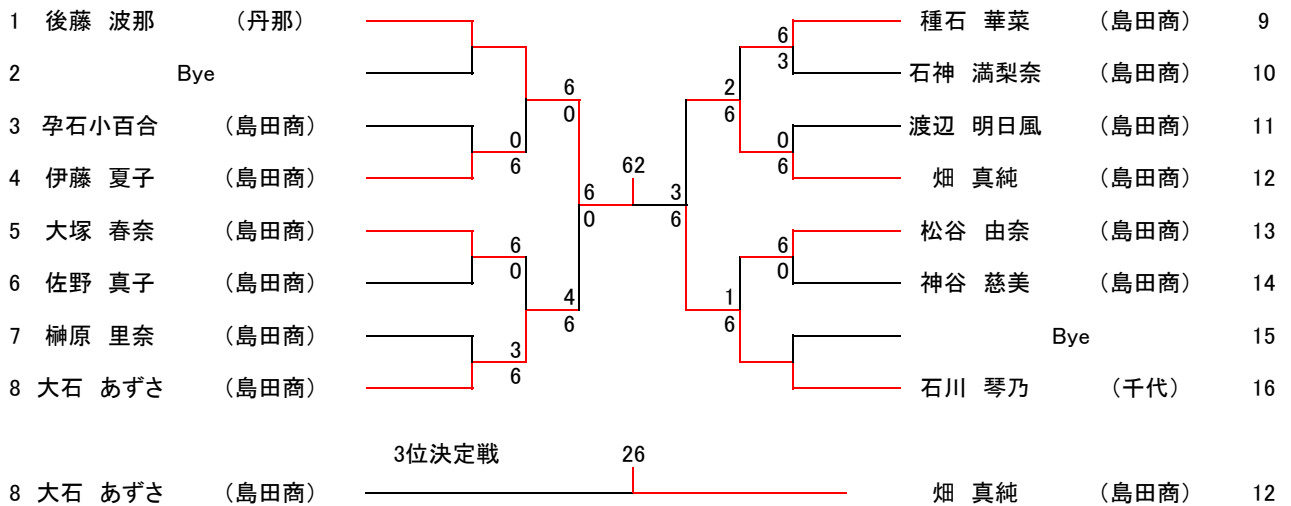 1 後藤 波那 （丹那） 種石 華菜 （島田商） 9
6
3
2 Bye 石神 満梨奈 （島田商） 10
6 2
0 6
3 孕石小百合 （島田商） 渡辺 明日風 （島田商） 11
0 0
6 6
62
4 伊藤 夏子 （島田商） 畑 真純 （島田商） 12
6 3
0 6
5 大塚 春奈 （島田商） 松谷 由奈 （島田商） 13
6 6
0 0
6 佐野 真子 （島田商） 神谷 慈美 （島田商） 14
4 1
6 6
7 榊原 里奈 （島田商） Bye 15
3
6
8 大石 あずさ （島田商） 石川 琴乃 （千代） 16
3位決定戦 26
8 大石 あずさ （島田商） 畑 真純 （島田商） 12